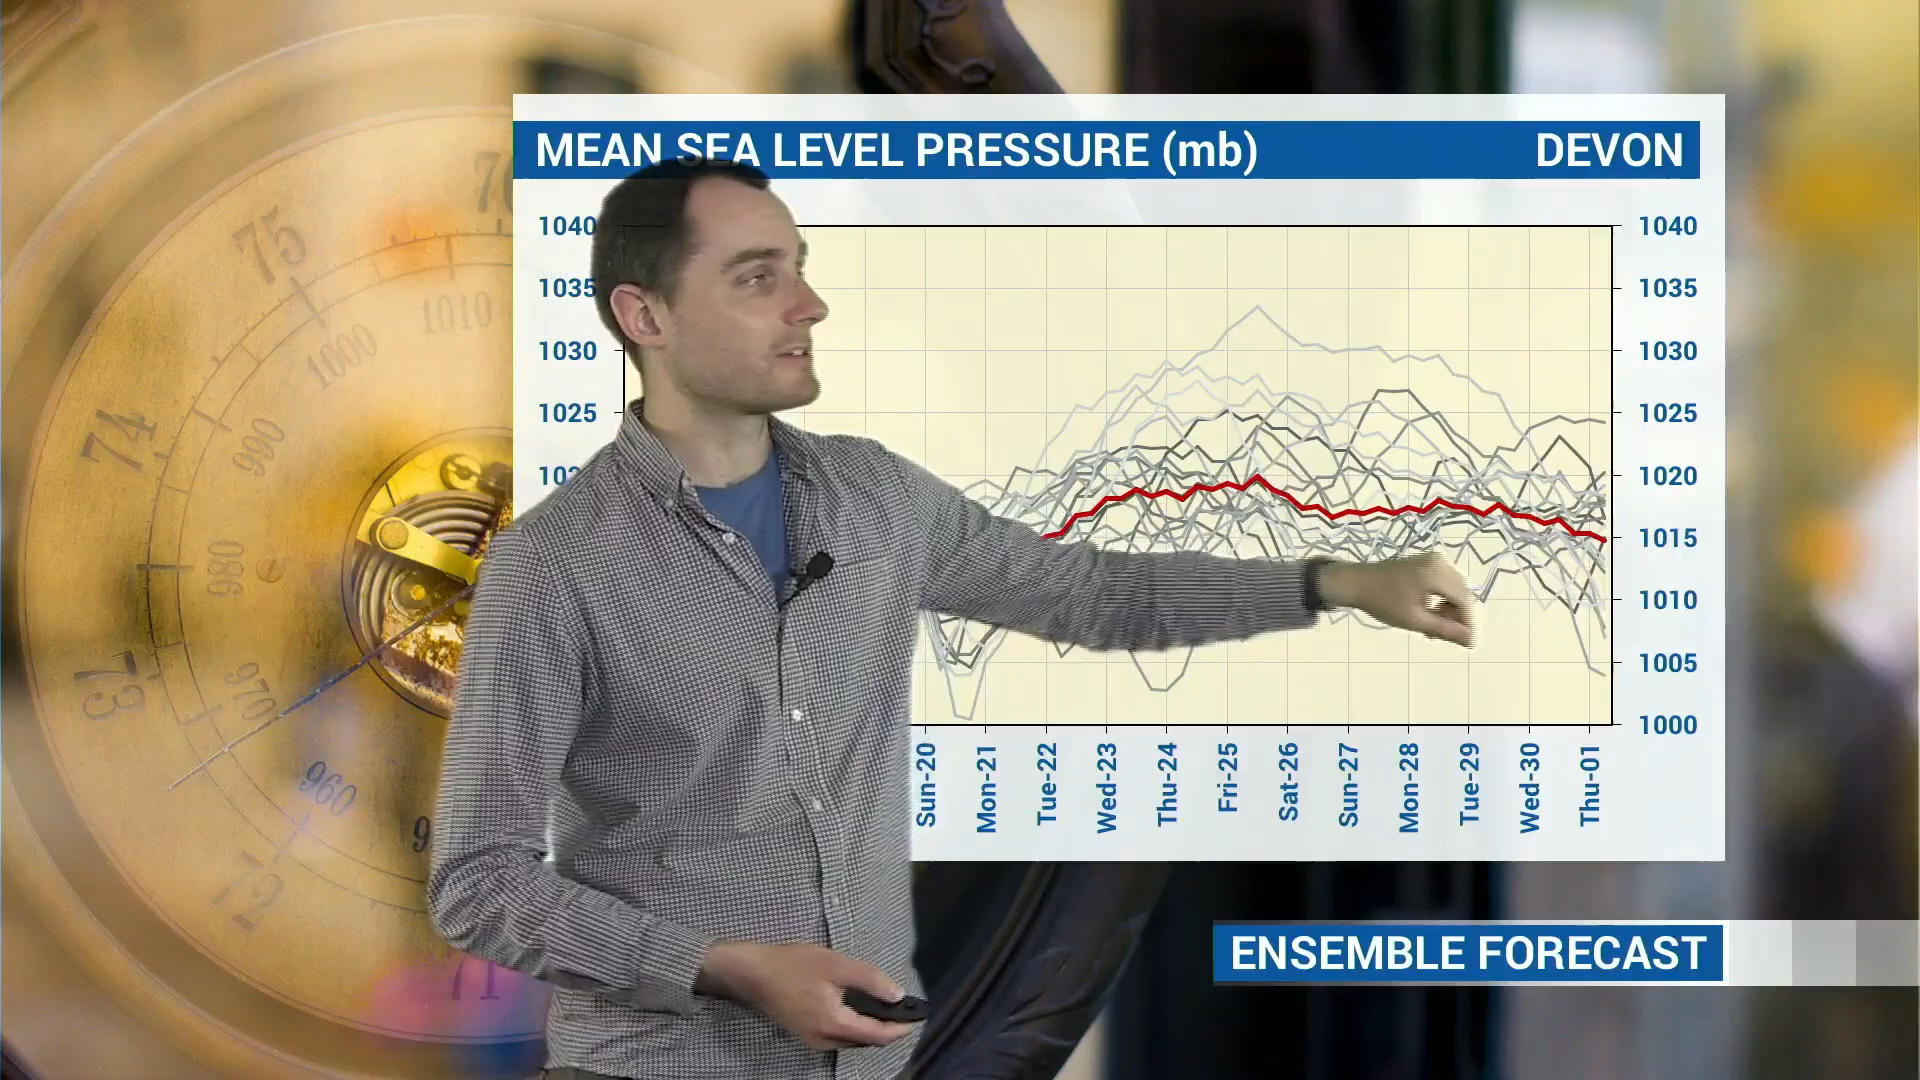 MEAN SEA LEVEL PRESSURE (mb) DEVON
1040 1040
1035 1035
1030 1030
1025 1025
1020
1015
1010
1005
1000
Sun-20
Mon-21
Tue-22
Wed-23
Thu-24
Fri-25
Sat-26
Sun-27
Mon-28
Tue-29
Wed-30
Thu-01
ENSEMBLE FORECAST
75
74
73
72
71
1010
1000
990
980
970
960